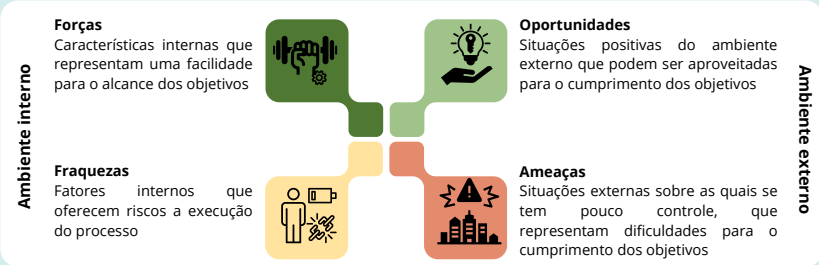 Ambiente interno
Forças
Características internas que
representam uma facilidade
para o alcance dos objetivos
Oportunidades
Situações positivas do ambiente
externo que podem ser aproveitadas
para o cumprimento dos objetivos
Fraquezas
Fatores internos que
oferecem riscos a execução
do processo
Ameaças
Situações externas sobre as quais se
tem pouco controle, que
representam dificuldades para o
cumprimento dos objetivos
Ambiente externo